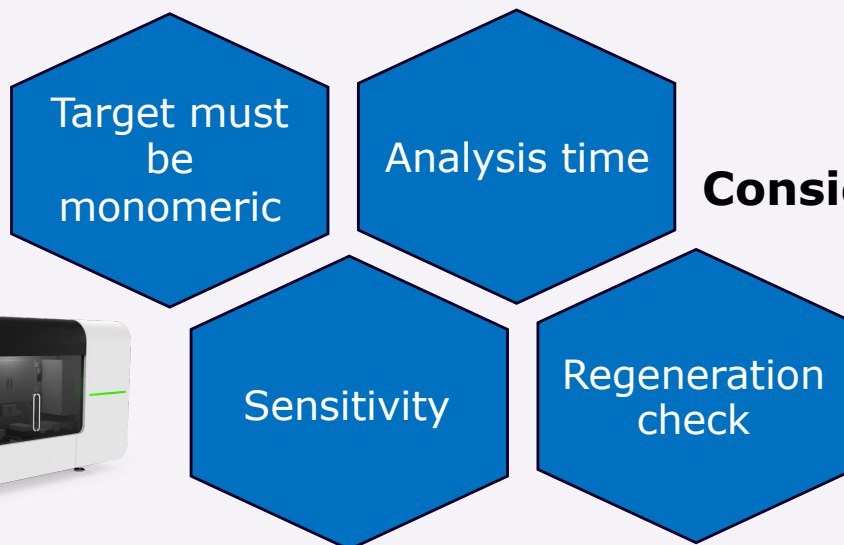 Target must
be
monomeric
Analysis time
Sensitivity
Regeneration
check